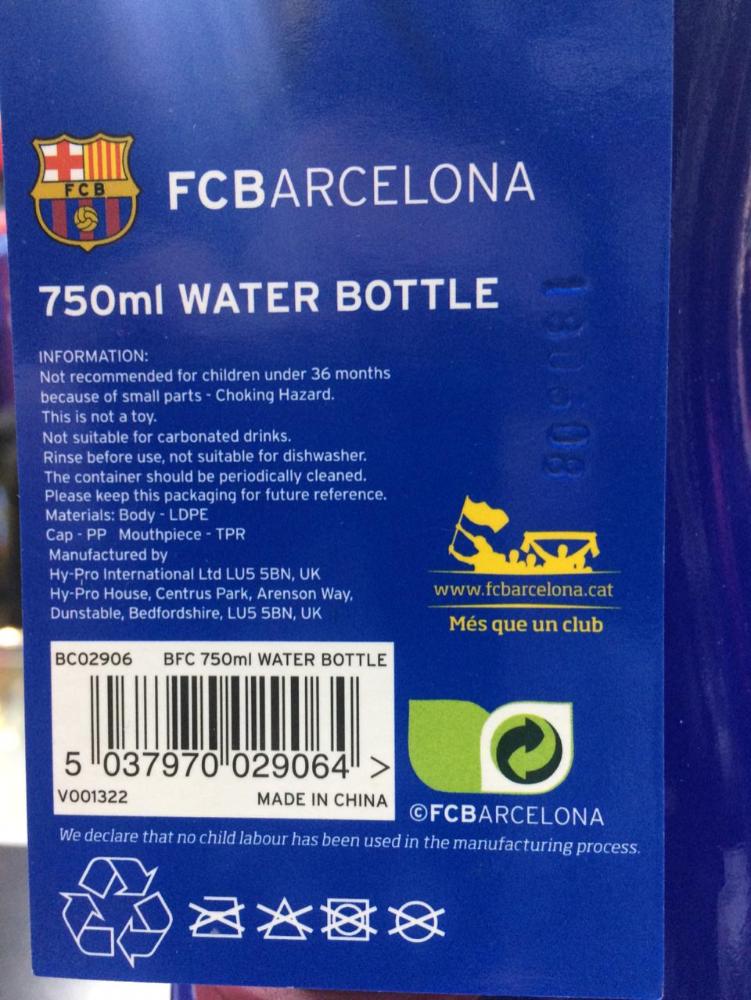 FCB
FCBARCELONA
750ml WATER BOTTLE
INFORMATION:
Not recommended for children under 36 months
because of small parts - Choking Hazard.
This is not a toy.
Not suitable for carbonated drinks.
Rinse before use, not suitable for dishwasher.
The container should be periodically cleaned.
Please keep this packaging for future reference.
Materials: Body - LDPE
Cap - PP Mouthpiece - TPR
Manufactured by
Hy-Pro International Ltd LU5 5BN, UK
Hy-Pro House, Centrus Park, Arenson Way,
Dunstable, Bedfordshire, LU5 5BN, UK
www.fcbarcelona.cat
Més que un club
BC02906 BFC 750ml WATER BOTTLE
5 037970 029064 >
V001322 MADE IN CHINA
©FCBARCELONA
We declare that no child labour has been used in the manufacturing process.